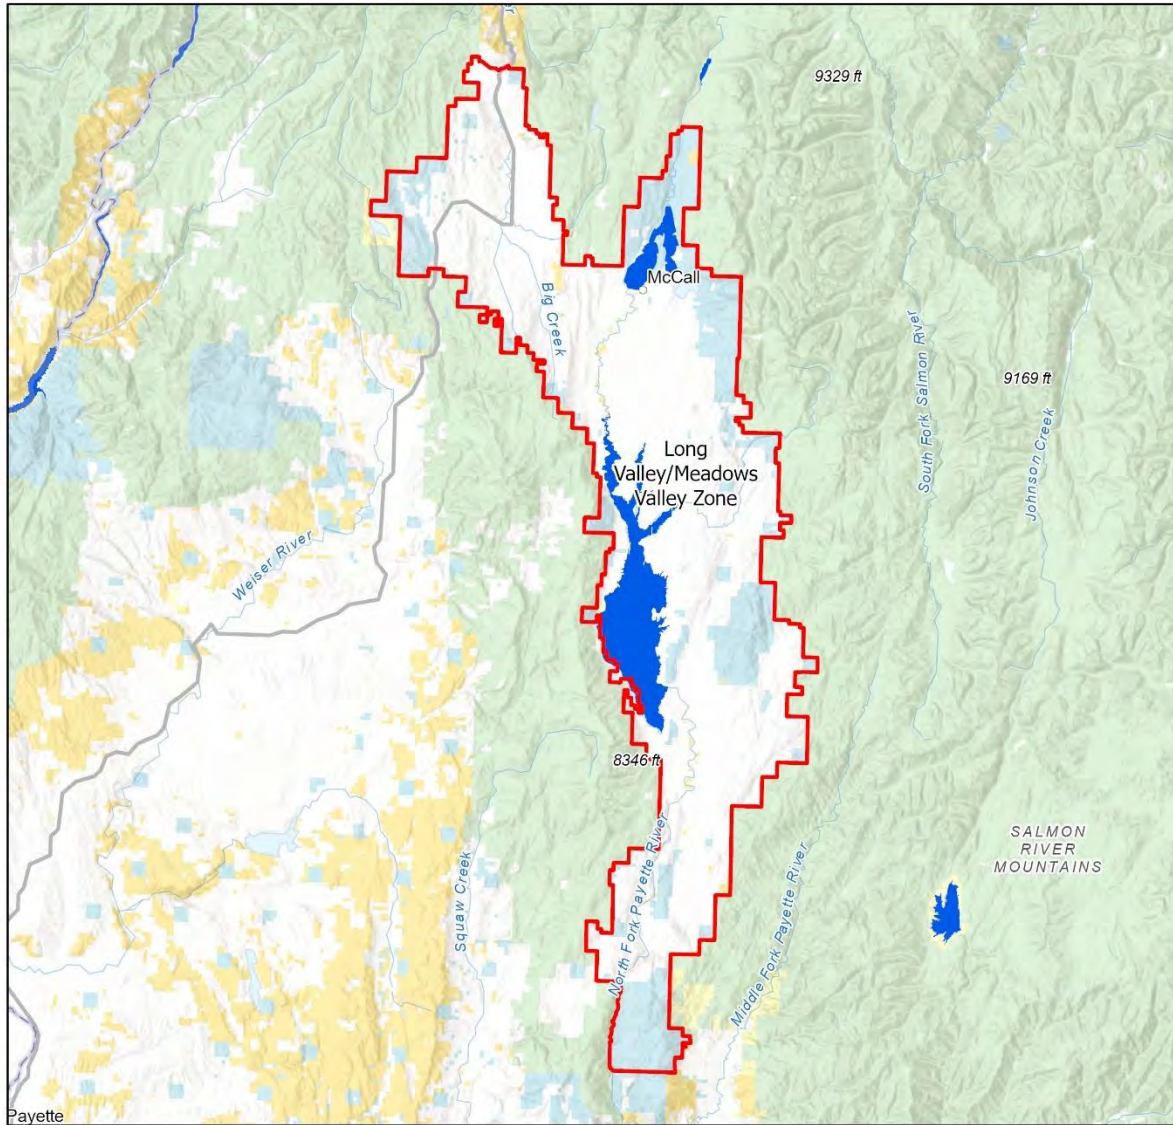 9329 ft
McCall
Big Creek
South Fork Salmon River
9169 ft
Johnson Creek
Long
Valley/Meadows
Valley Zone
Weiser River
8346 ft
SALMON
RIVER
MOUNTAINS
Squaw Creek
North Fork Payette River
Middle Fork Payette River
Payette